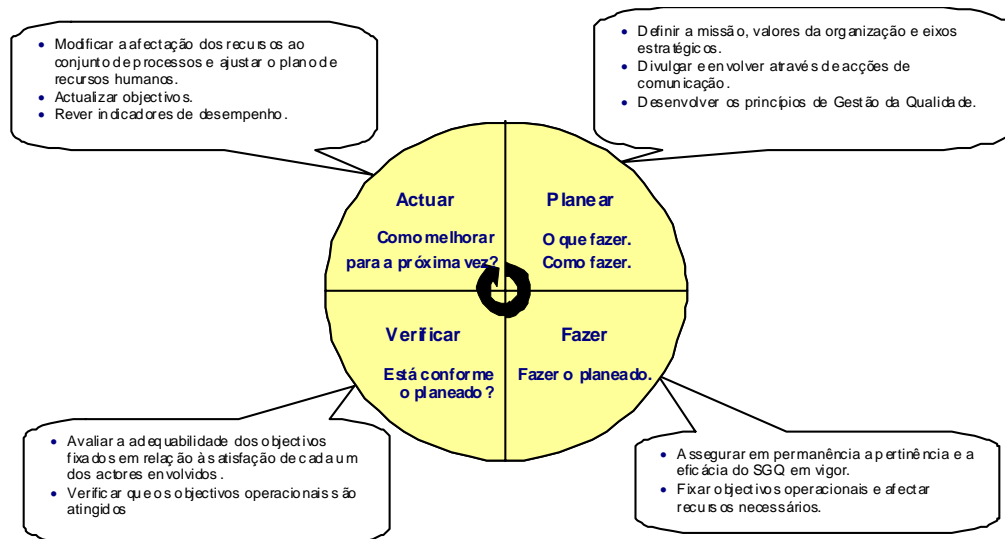 • Modificar a afectação dos recursos ao
conjunto de processos e ajustar o plano de
recursos humanos.
• Actualizar objectivos.
• Rever indicadores de desempenho.
• Definir a missão, valores da organização e eixos
estratégicos.
• Divulgar e envolver através de acções de
comunicação.
• Desenvolver os princípios de Gestão da Qualidade.
Actuar
Como melhorar
para a próxima vez?
Planear
O que fazer.
Como fazer.
Verificar
Está conforme
o planeado?
Fazer
Fazer o planeado.
• Avaliar a adequabilidade dos objectivos
fixados em relação à satisfação de cada um
dos actores envolvidos.
• Verificar que os objectivos operacionais são
atingidos
• Assegurar em permanência a pertinência e a
eficácia do SGQ em vigor.
• Fixar objectivos operacionais e afectar
recursos necessários.